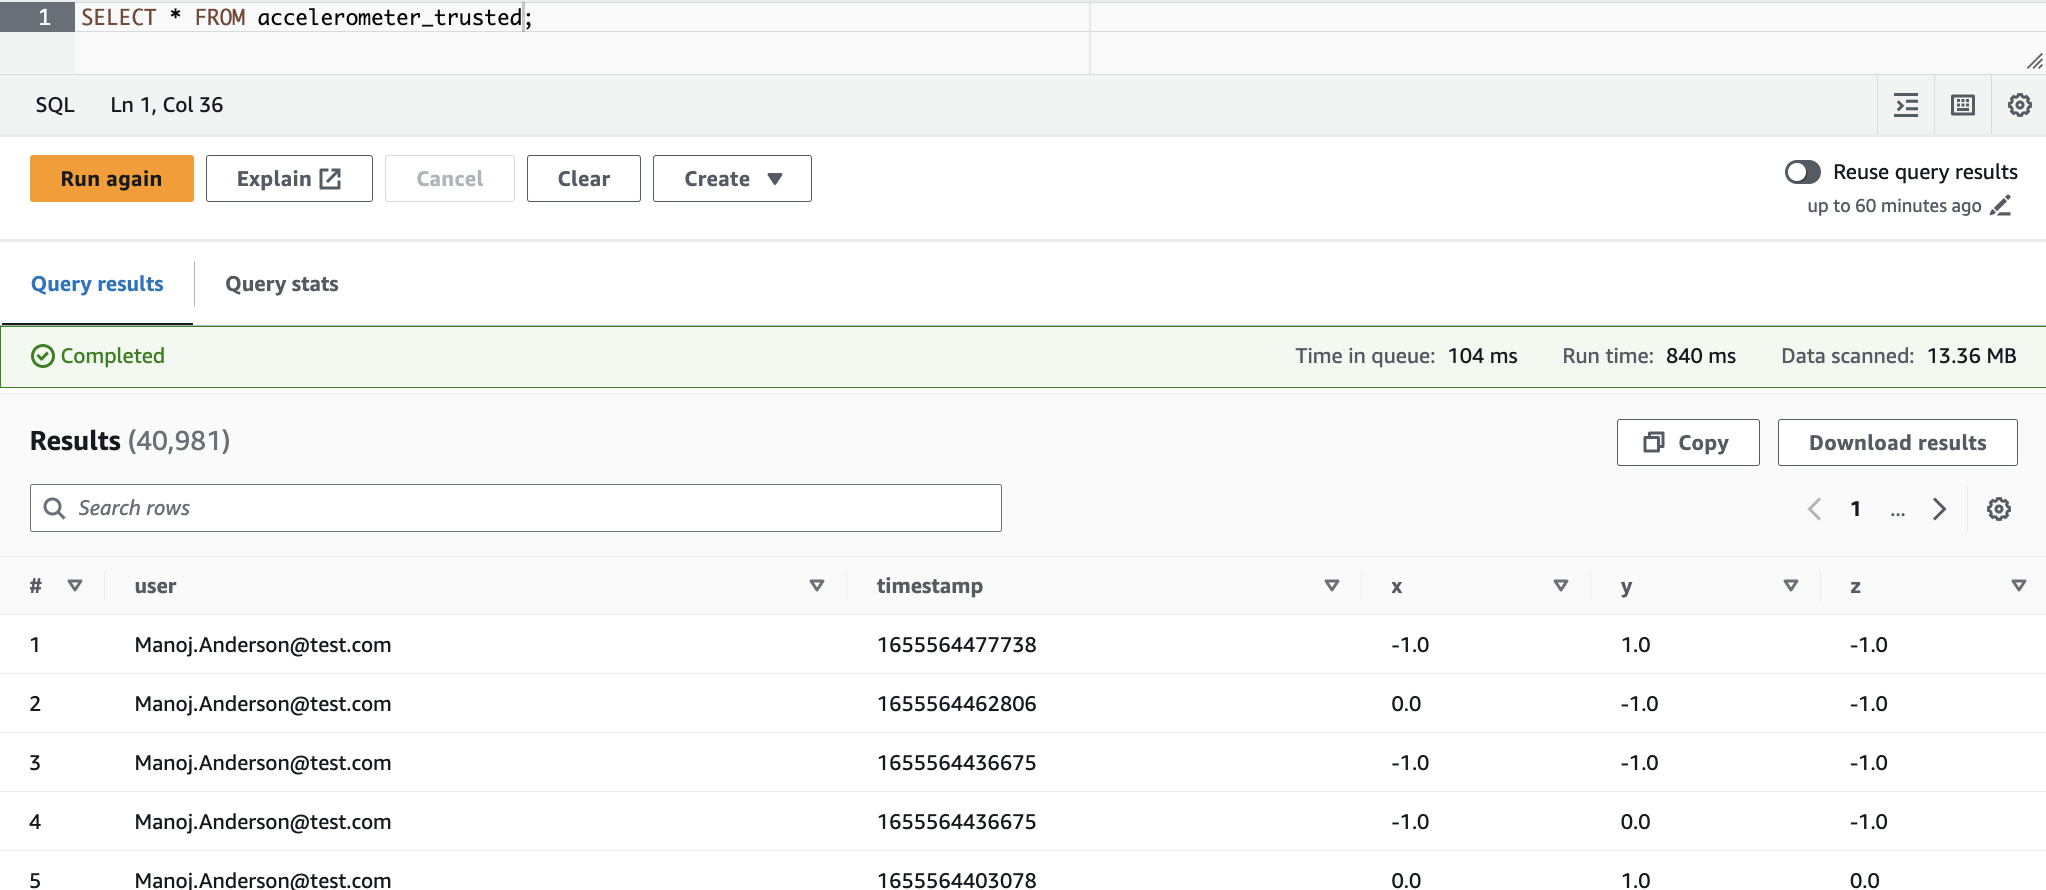 1 SELECT * FROM accelerometer_trusted;
SQL Ln 1, Col 36
Run again Explain Cancel Clear Create Reuse query results
up to 60 minutes ago
Query results Query stats
Completed Time in queue: 104 ms Run time: 840 ms Data scanned: 13.36 MB
Results (40,981) Copy Download results
Search rows 1 ...
# user timestamp x y z
1 Manoj.Anderson@test.com 1655564477738 -1.0 1.0 -1.0
2 Manoj.Anderson@test.com 1655564462806 0.0 -1.0 -1.0
3 Manoj.Anderson@test.com 1655564436675 -1.0 -1.0 -1.0
4 Manoj.Anderson@test.com 1655564436675 -1.0 0.0 -1.0
5 Manoj.Anderson@test.com 1655564403078 0.0 1.0 0.0